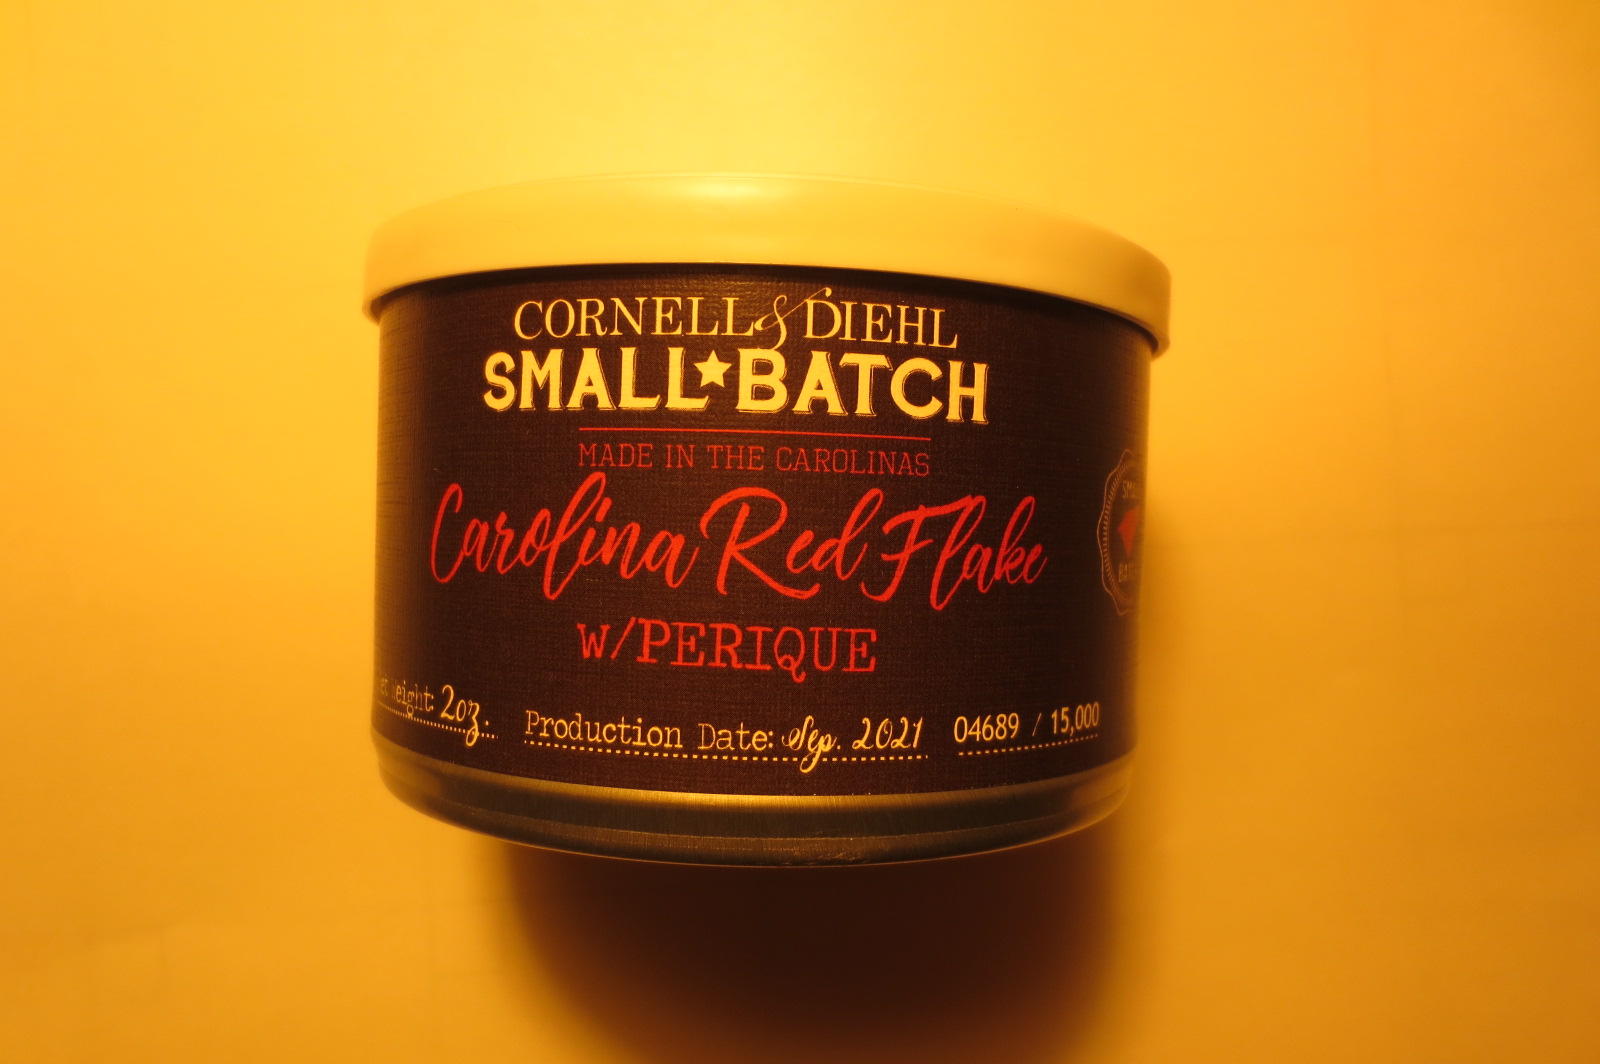 CORNELL & DIEHL
SMALL★BATCH
MADE IN THE CAROLINAS
Carolina Red Flake
w/PERIQUE
Weight: 2oz.
Production Date: Sep. 2021
04689 / 15,000